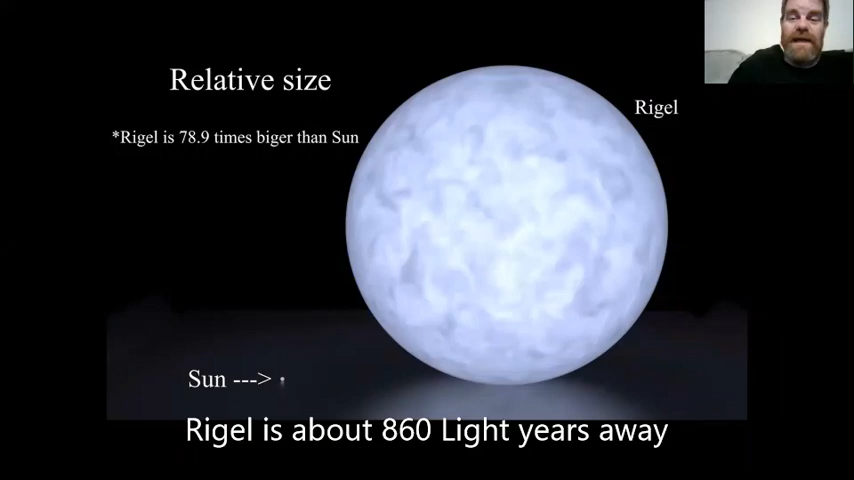 Relative size
Rigel
*Rigel is 78.9 times biger than Sun
Sun --->
Rigel is about 860 Light years away